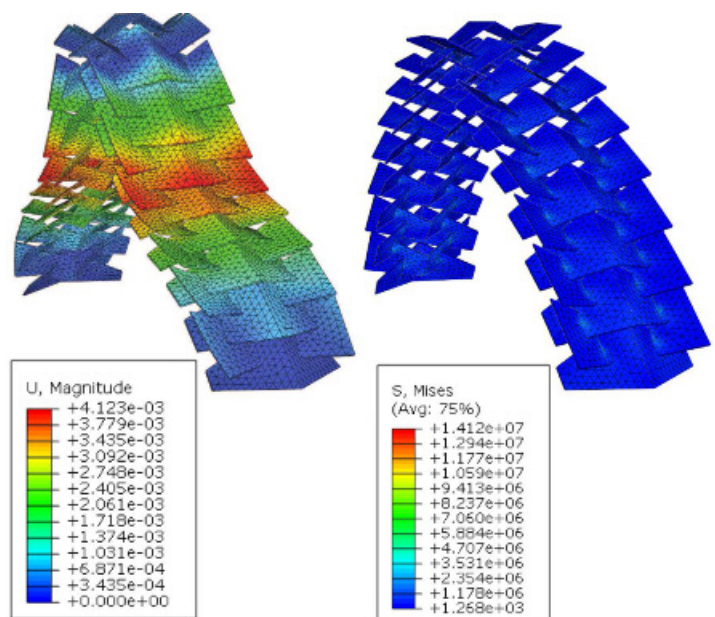 U, Magnitude
+4.123e-03
+3.779e-03
+3.435e-03
+3.092e-03
+2.748e-03
+2.405e-03
+2.061e-03
+1.718e-03
+1.374e-03
+1.031e-03
+6.871e-04
+3.435e-04
+0.000e+00
S, Mises
(Avg: 75%)
+1.412e+07
+1.294e+07
+1.177e+07
+1.059e+07
+9.413e+06
+8.237e+06
+7.060e+06
+5.884e+06
+4.707e+06
+3.531e+06
+2.354e+06
+1.178e+06
+1.268e+03